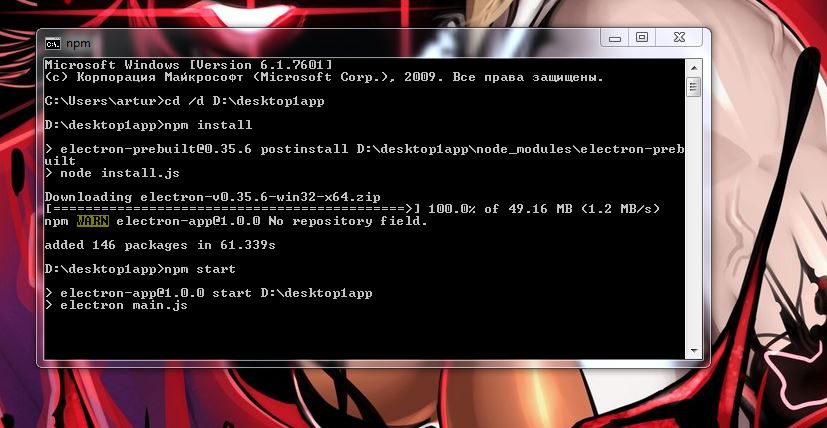 npm
Microsoft Windows [Version 6.1.7601]
(c) Корпорация Майкрософт (Microsoft Corp.), 2009. Все права защищены.
C:\Users\artur>cd /d D:\desktop1app
D:\desktop1app>npm install
> electron-prebuilt@0.35.6 postinstall D:\desktop1app\node_modules\electron-preb
uilt
> node install.js
Downloading electron-v0.35.6-win32-x64.zip
[============================================>] 100.0% of 49.16 MB (1.2 MB/s)
npm WARN electron-app@1.0.0 No repository field.
added 146 packages in 61.339s
D:\desktop1app>npm start
> electron-app@1.0.0 start D:\desktop1app
> electron main.js